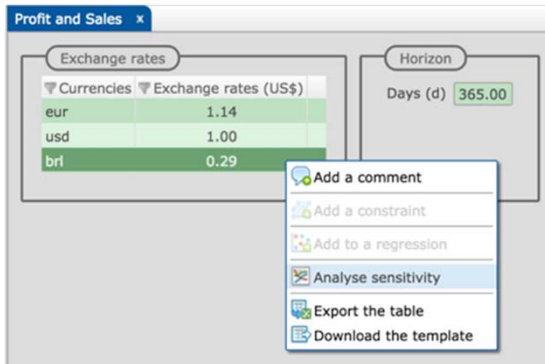 Profit and Sales x
Exchange rates
Horizon
Currencies Exchange rates (US$)
Days (d) 365.00
eur 1.14
usd 1.00
brl 0.29
Add a comment
Add a constraint
Add to a regression
Analyse sensitivity
Export the table
Download the template